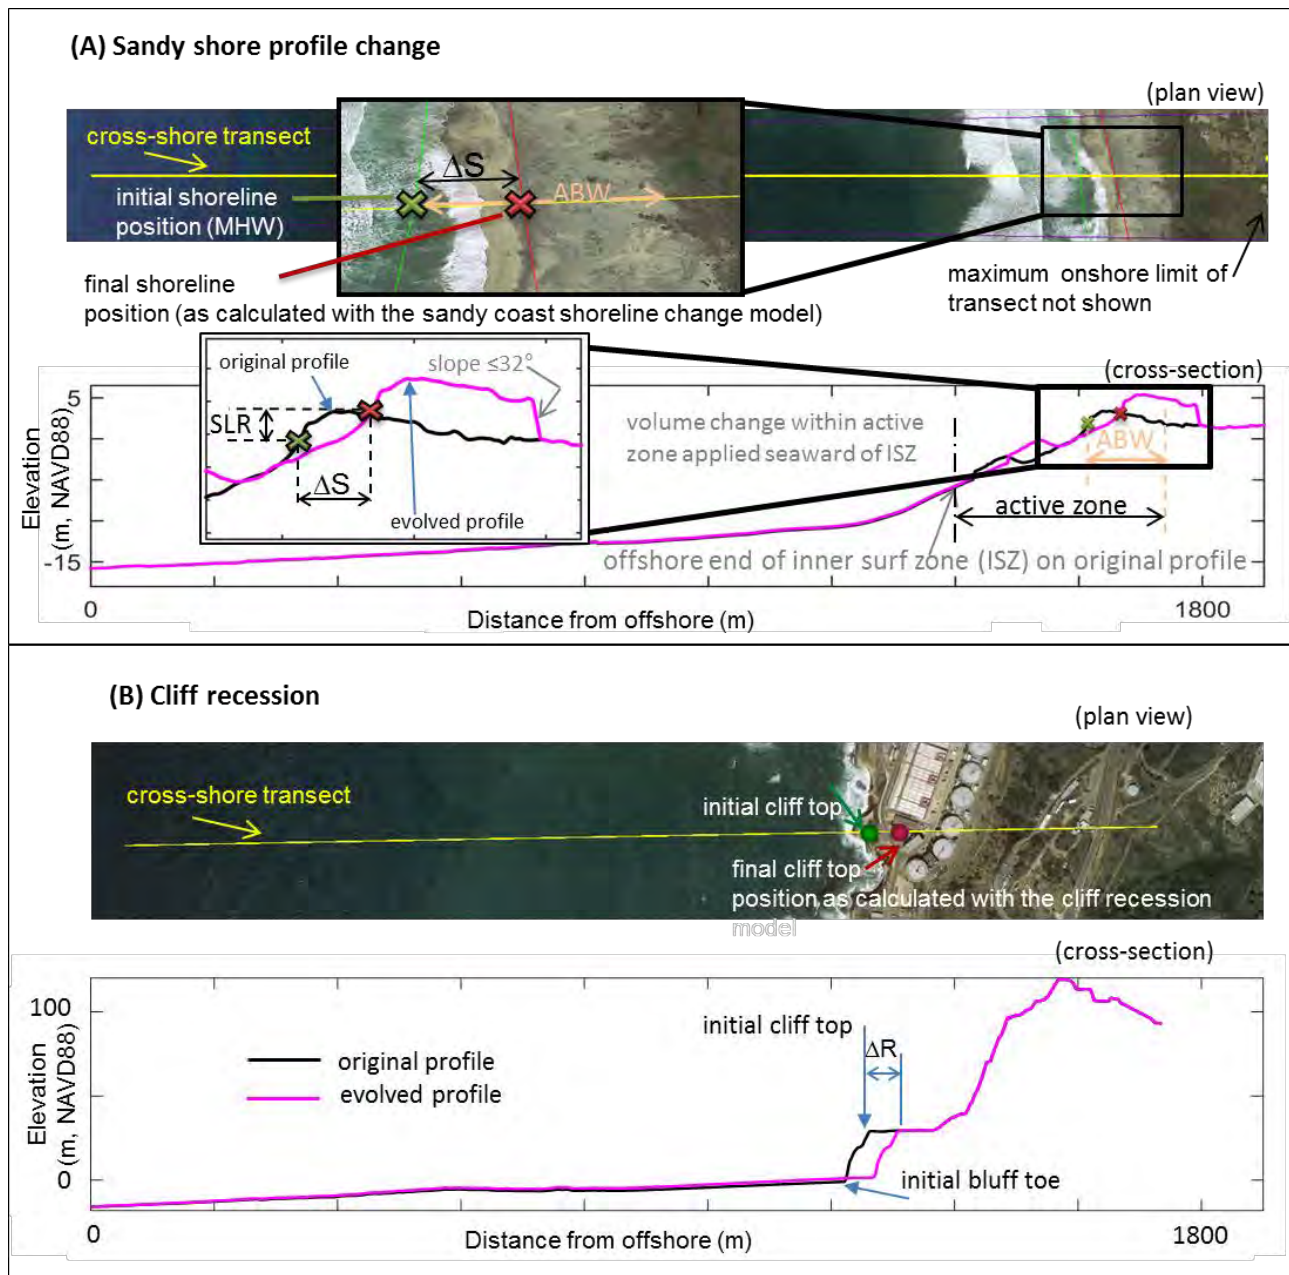 (A) Sandy shore profile change
(plan view)
cross-shore transect
ΔS
ABW
initial shoreline
position (MHW)
final shoreline
position (as calculated with the sandy coast shoreline change model)
maximum onshore limit of
transect not shown
(cross-section)
original profile
slope ≤32°
SLR
ΔS
evolved profile
volume change within active
zone applied seaward of ISZ
ABW
active zone
offshore end of inner surf zone (ISZ) on original profile
Elevation
(m, NAVD88)
5
-15
0
Distance from offshore (m)
1800
(B) Cliff recession
(plan view)
cross-shore transect
initial cliff top
final cliff top
position as calculated with the cliff recession
model
(cross-section)
initial cliff top
ΔR
original profile
evolved profile
initial bluff toe
Elevation
(m, NAVD88)
100
0
0
Distance from offshore (m)
1800